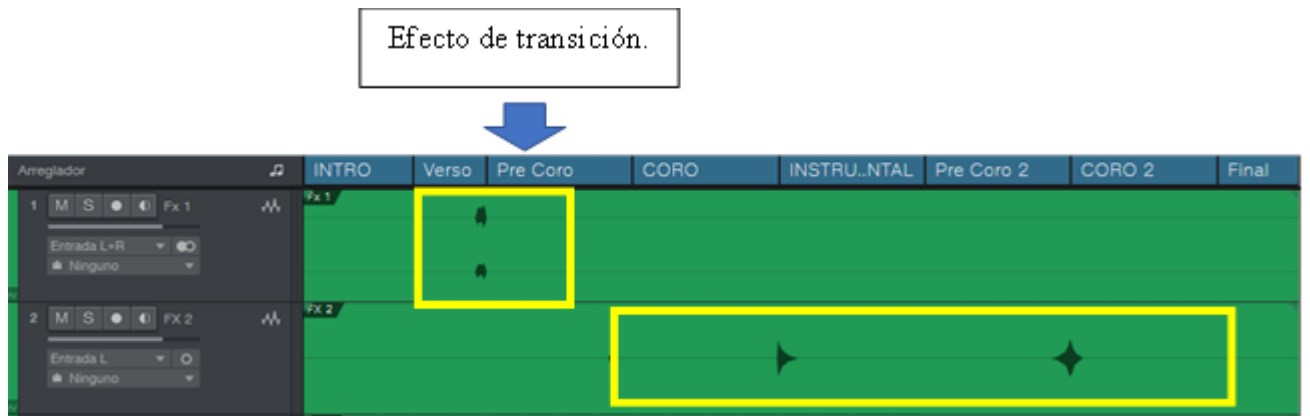 Efecto de transición.
Arreglador INTRO Verso Pre Coro CORO INSTRU..NTAL Pre Coro 2 CORO 2 Final
1 M S Fx 1 Fx 1
Entrada L+R
Ninguno
2 M S FX 2 FX 2
Entrada L
Ninguno